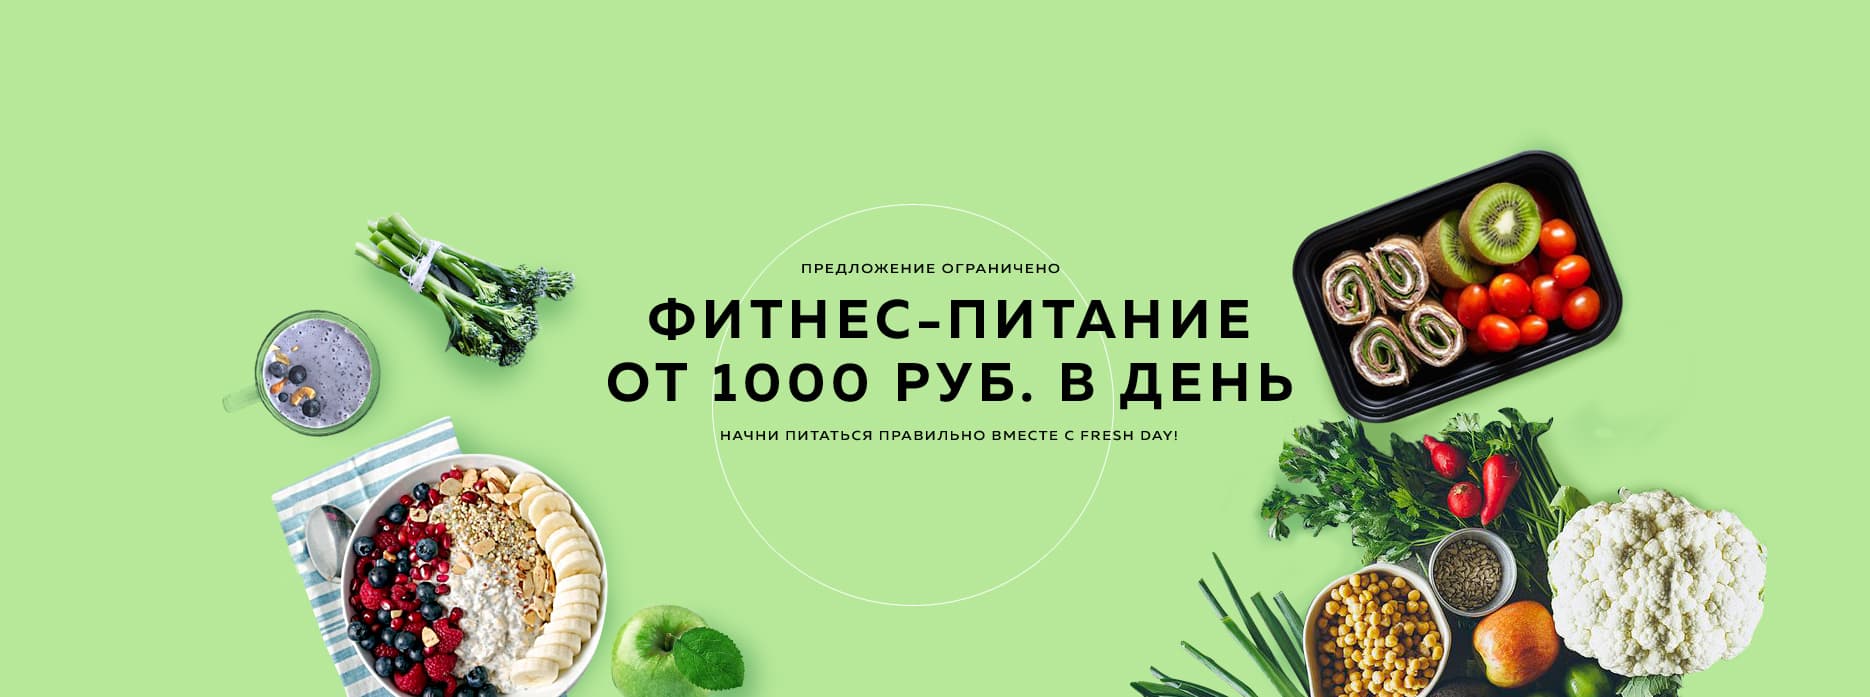 ПРЕДЛОЖЕНИЕ ОГРАНИЧЕНО
ФИТНЕС-ПИТАНИЕ
ОТ 1000 РУБ. В ДЕНЬ
НАЧНИ ПИТАТЬСЯ ПРАВИЛЬНО ВМЕСТЕ С FRESH DAY!